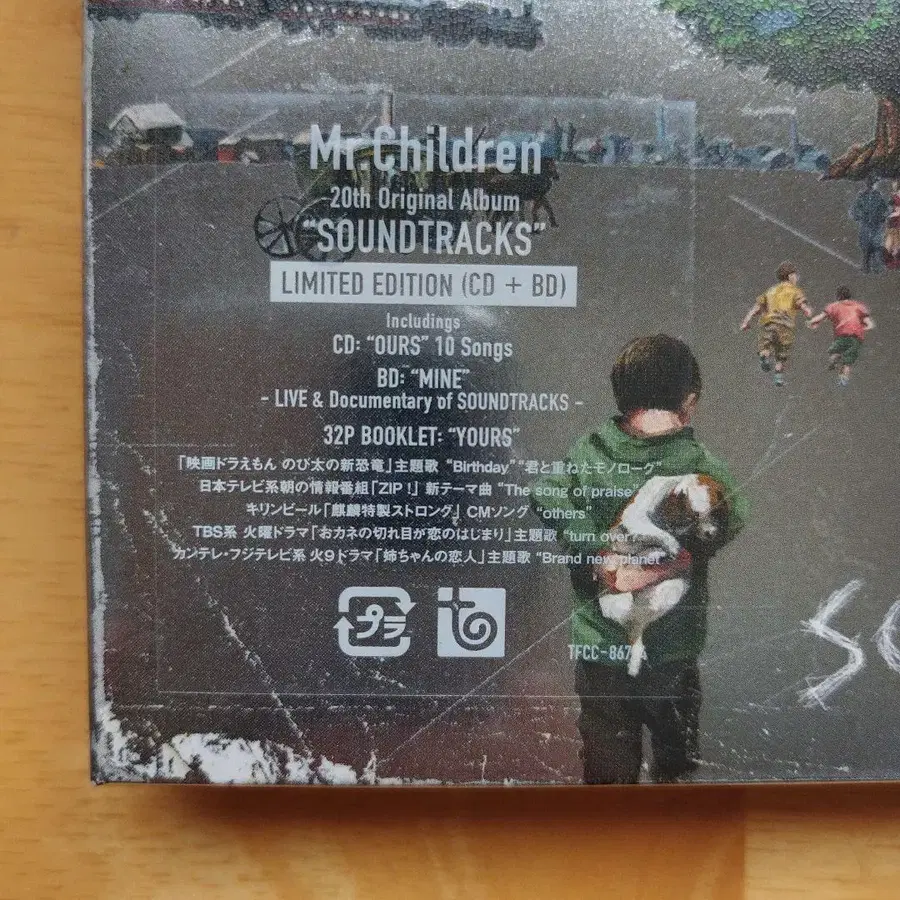 Mr.Children
20th Original Album
“SOUNDTRACKS”
LIMITED EDITION (CD + BD)
Includings
CD: “OURS” 10 Songs
BD: “MINE”
- LIVE & Documentary of SOUNDTRACKS -
32P BOOKLET: “YOURS”
「映画ドラえもん のび太の新恐竜」主題歌 “Birthday” “君と重ねたモノローグ”
日本テレビ系朝の情報番組「ZIP！」新テーマ曲 “The song of praise”
キリンビール「麒麟特製ストロング」CMソング “others”
TBS系 火曜ドラマ「おカネの切れ目が恋のはじまり」主題歌 “turn over?”
カンテレ・フジテレビ系 火9ドラマ「姉ちゃんの恋人」主題歌 “Brand new planet”
プラ